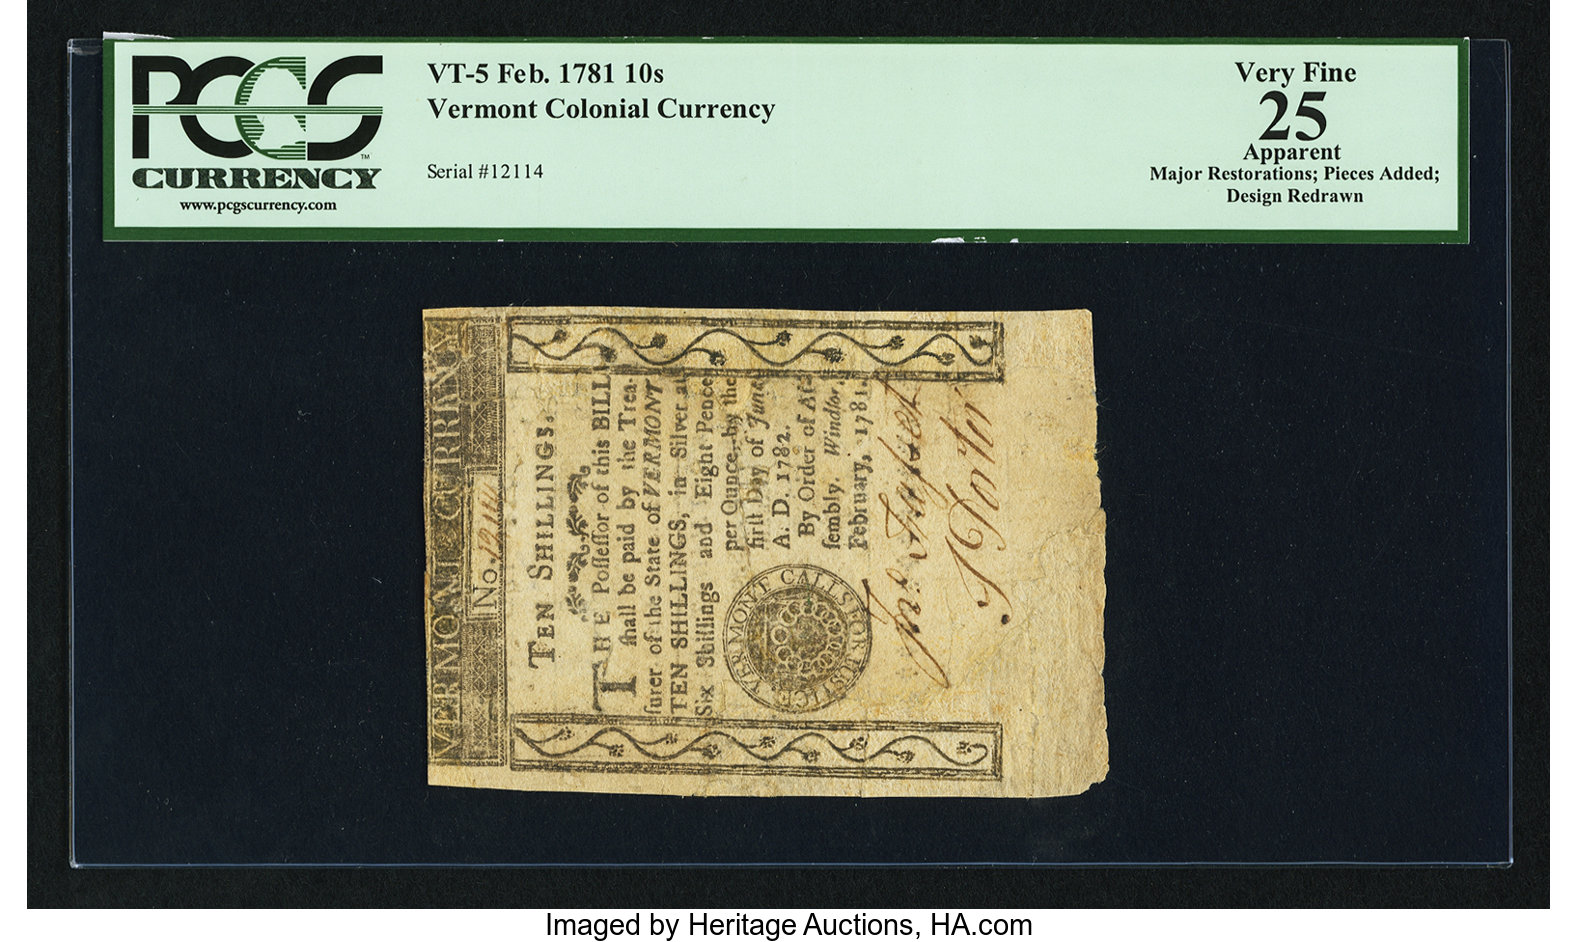 PCGS
CURRENCY
™
www.pcgscurrency.com
VT-5 Feb. 1781 10s
Vermont Colonial Currency
Serial #12114
Very Fine
25
Apparent
Major Restorations; Pieces Added;
Design Redrawn
VERMONT CURRENCY
No. 12114
TEN SHILLINGS.
THE Poſſeſſor of this BILL
ſhall be paid by the Trea-
ſurer of the State of VERMONT
TEN SHILLINGS, in Silver, at
Six Shillings and Eight Pence
per Ounce, by the
firſt Day of June
A. D. 1782.
By Order of Aſ-
ſembly. Windſor,
February, 1781.
VERMONT CALLS FOR JUSTICE
T Porter
Imaged by Heritage Auctions, HA.com